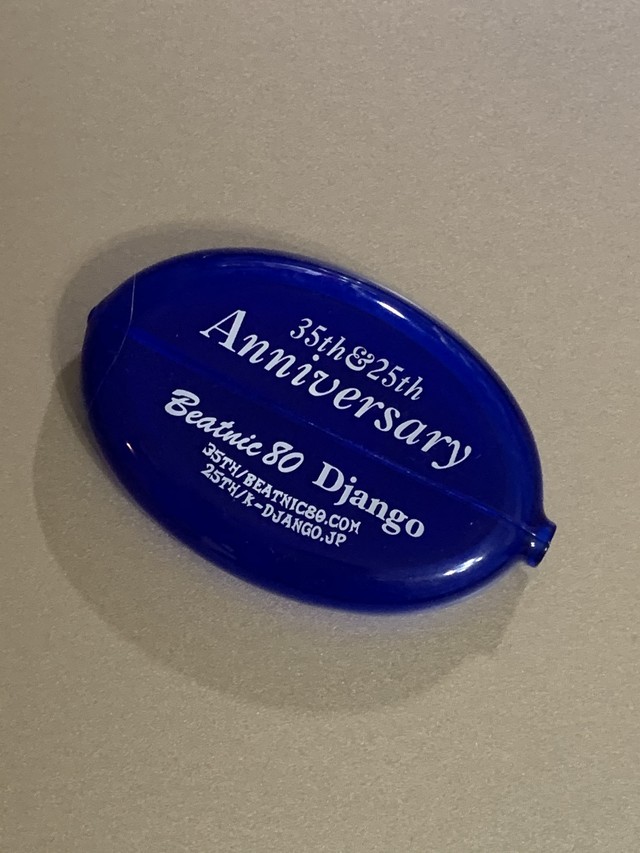 35th&25th
Anniversary
Beatnic 80 Django
35TH/BEATNIC80.COM
25TH/K-DJANGO.JP